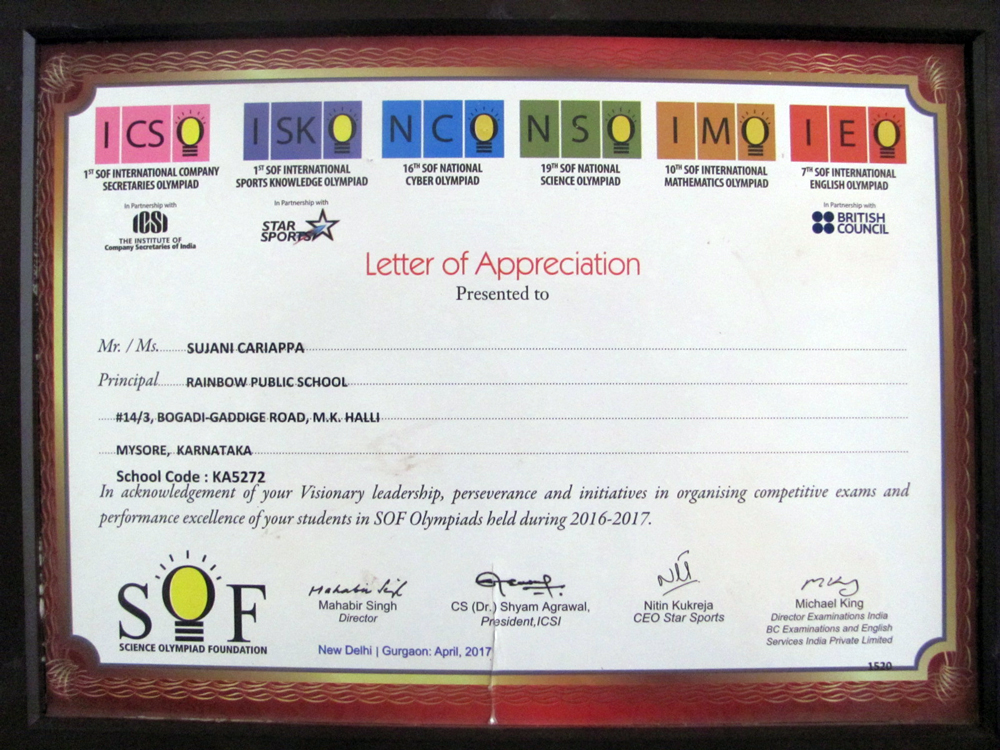 ICSO ISKO NCO NSO IMO IEO
1ST SOF INTERNATIONAL COMPANY
SECRETARIES OLYMPIAD
In Partnership with
ICSI
THE INSTITUTE OF
Company Secretaries of India
1ST SOF INTERNATIONAL
SPORTS KNOWLEDGE OLYMPIAD
In Partnership with
STAR
SPORTS
16TH SOF NATIONAL
CYBER OLYMPIAD
19TH SOF NATIONAL
SCIENCE OLYMPIAD
10TH SOF INTERNATIONAL
MATHEMATICS OLYMPIAD
7TH SOF INTERNATIONAL
ENGLISH OLYMPIAD
In Partnership with
BRITISH
COUNCIL
Letter of Appreciation
Presented to
Mr. / Ms. SUJANI CARIAPPA
Principal RAINBOW PUBLIC SCHOOL
#14/3, BOGADI-GADDIGE ROAD, M.K. HALLI
MYSORE, KARNATAKA
School Code : KA5272
In acknowledgement of your Visionary leadership, perseverance and initiatives in organising competitive exams and
performance excellence of your students in SOF Olympiads held during 2016-2017.
SOF
SCIENCE OLYMPIAD FOUNDATION
Mahabir Singh
Mahabir Singh
Director
CS (Dr.) Shyam Agrawal,
President,ICSI
Nitin Kukreja
CEO Star Sports
Michael King
Director Examinations India
BC Examinations and English
Services India Private Limited
New Delhi | Gurgaon: April, 2017
1520